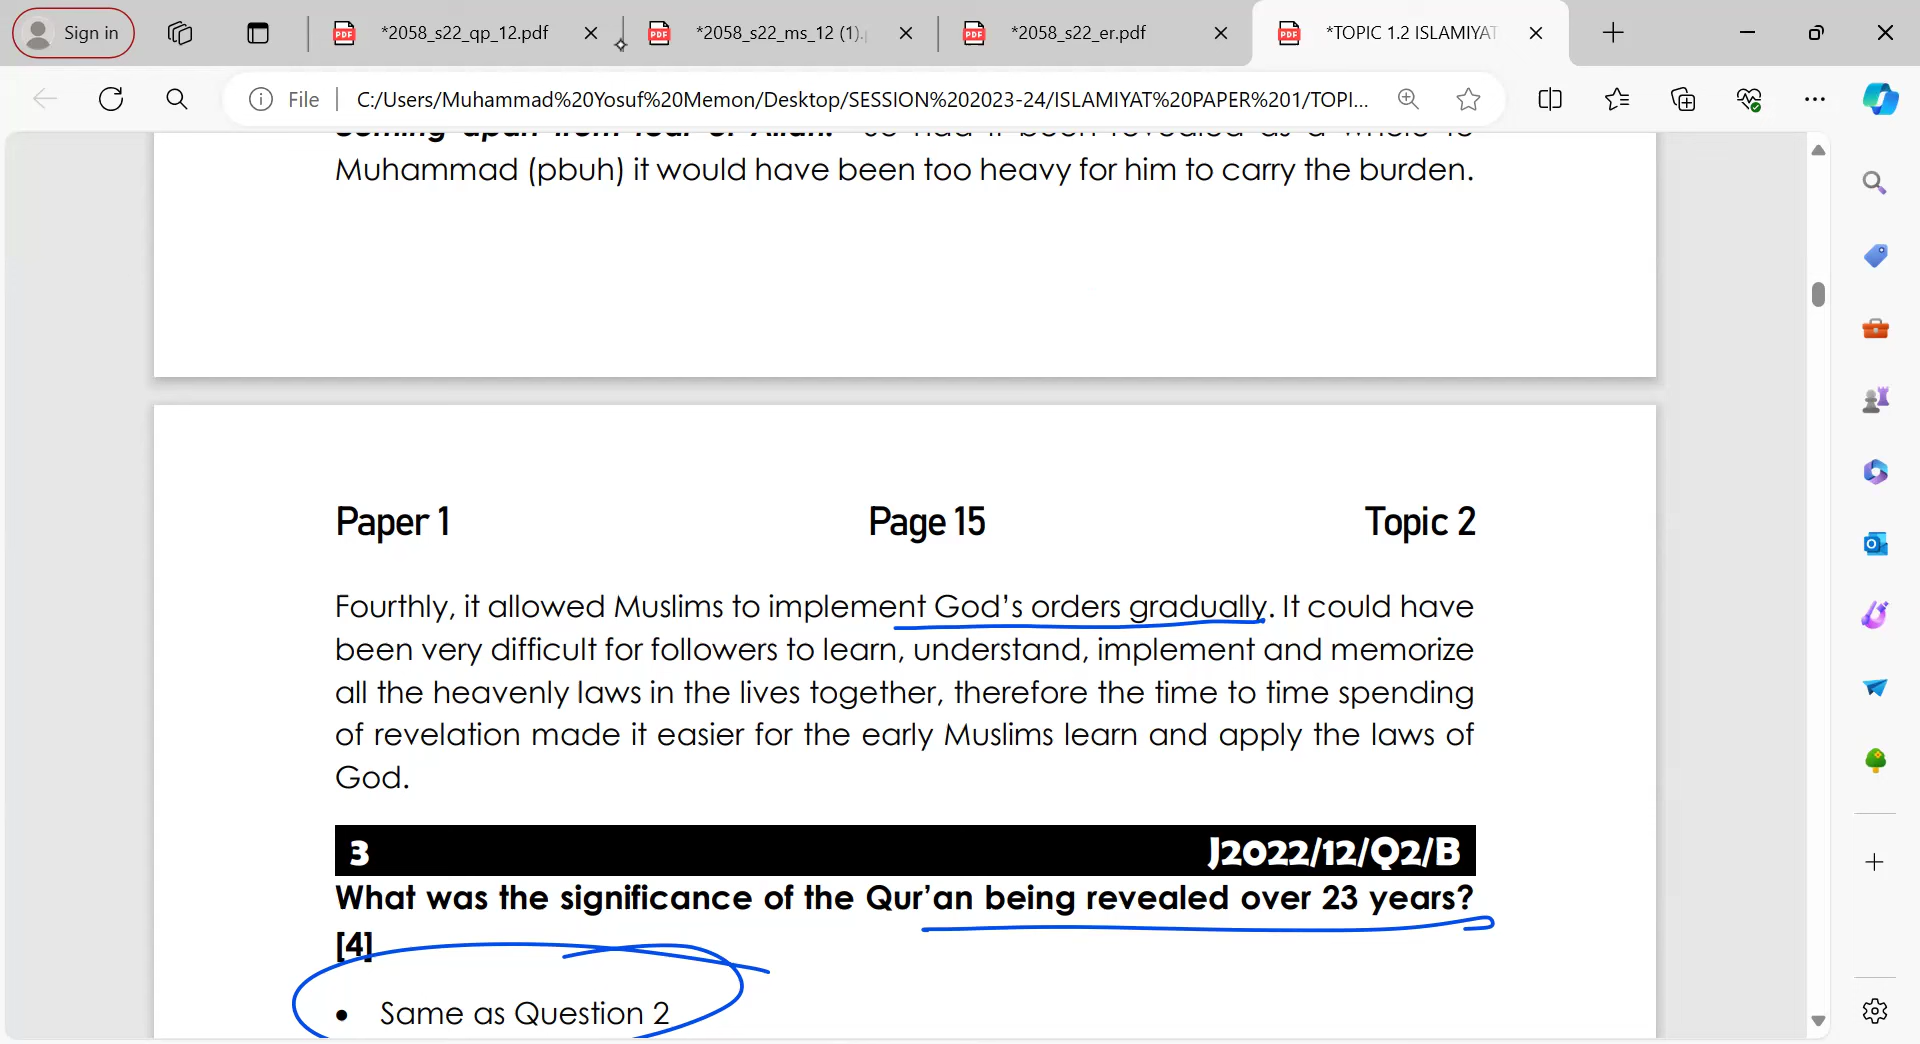 Sign in
*2058_s22_qp_12.pdf
*2058_s22_ms_12 (1).
*2058_s22_er.pdf
*TOPIC 1.2 ISLAMIYAT
File
C:/Users/Muhammad%20Yosuf%20Memon/Desktop/SESSION%202023-24/ISLAMIYAT%20PAPER%201/TOPI...
Muhammad (pbuh) it would have been too heavy for him to carry the burden.
Paper 1 Page 15 Topic 2
Fourthly, it allowed Muslims to implement God's orders gradually. It could have
been very difficult for followers to learn, understand, implement and memorize
all the heavenly laws in the lives together, therefore the time to time spending
of revelation made it easier for the early Muslims learn and apply the laws of
God.
3 J2022/12/Q2/B
What was the significance of the Qur'an being revealed over 23 years?
[4]
• Same as Question 2